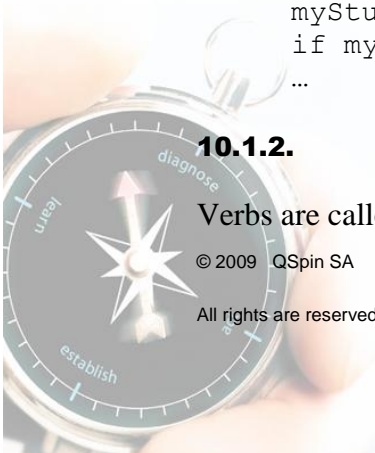 myStu
if my
…
10.1.2.
Verbs are calle
© 2009 QSpin SA
All rights are reserved
diagnose
learn
establish